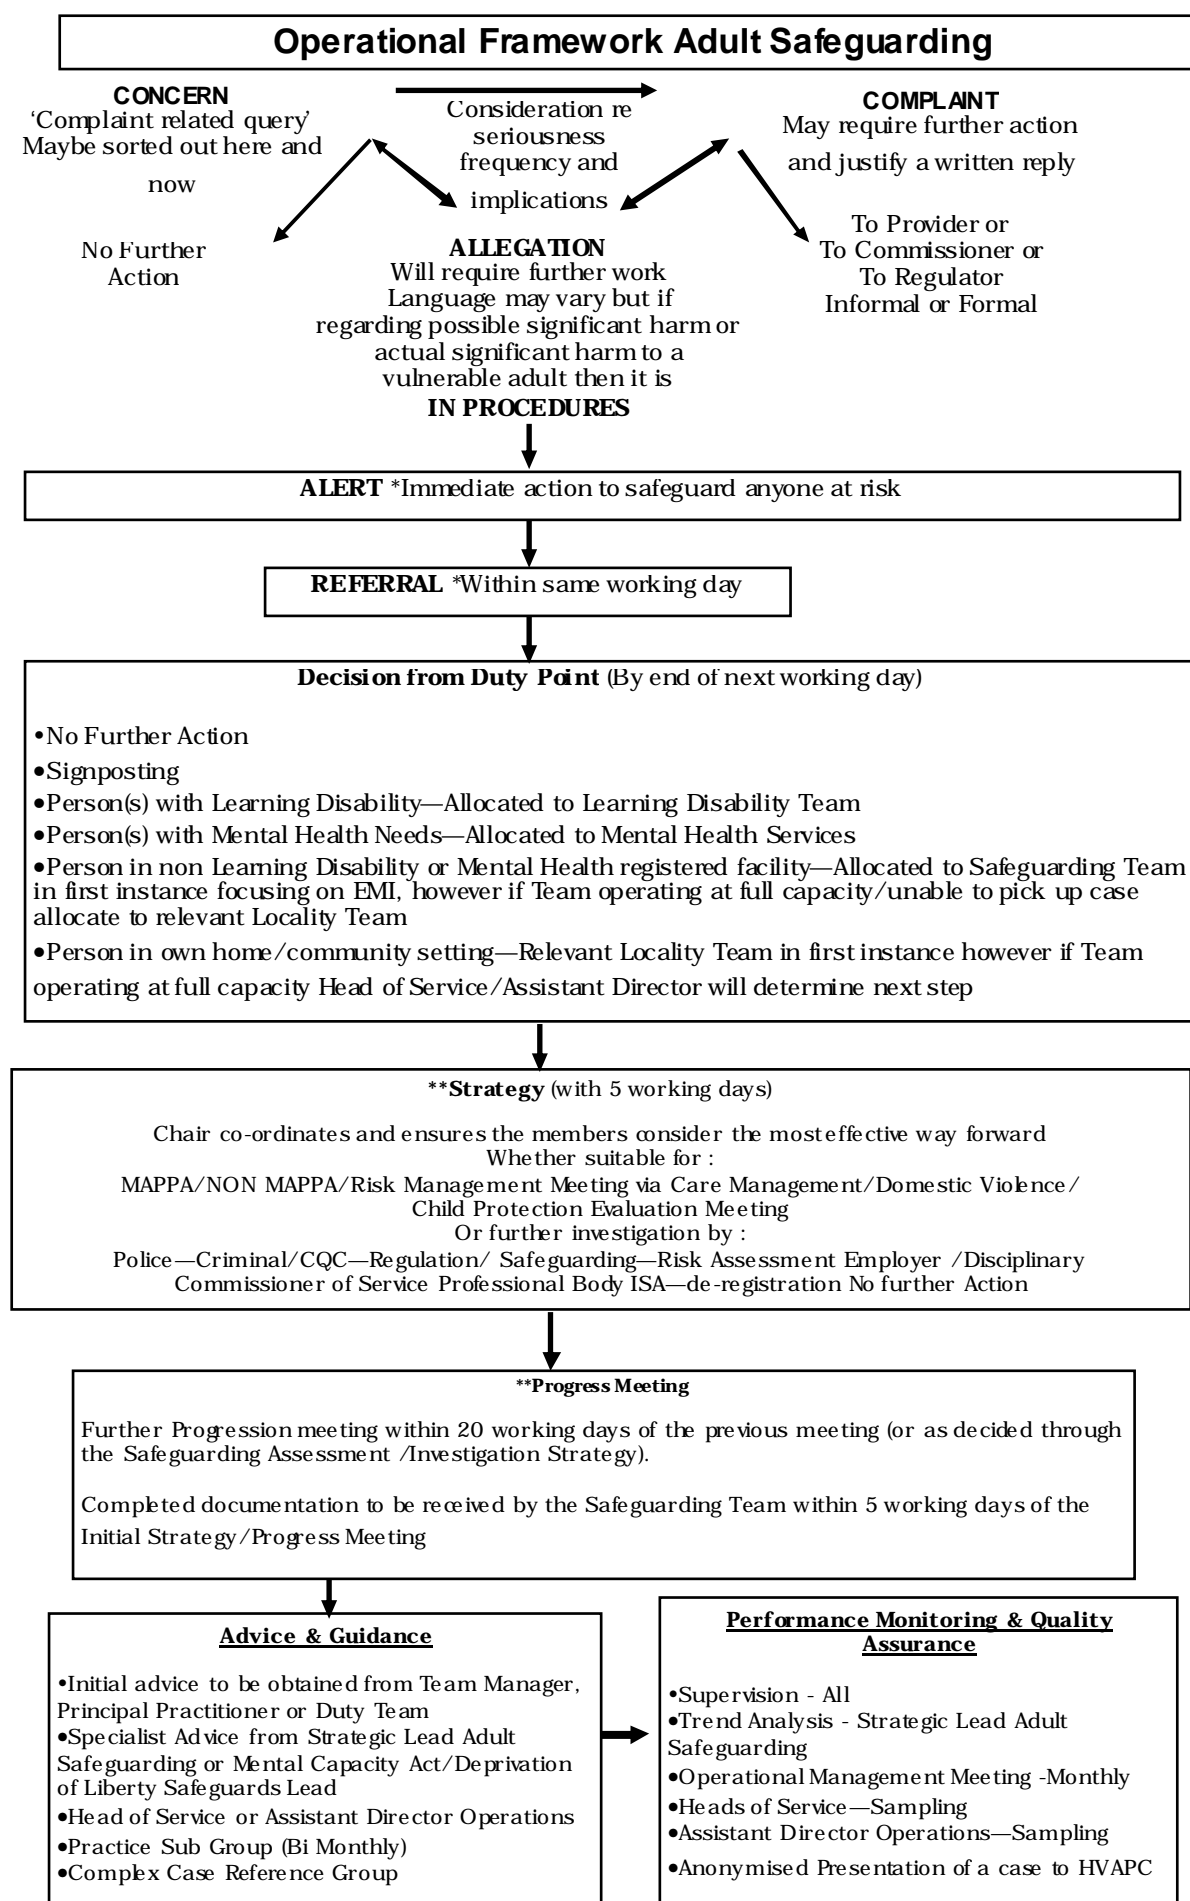 Operational Framework Adult Safeguarding
CONCERN
‘Complaint related query’
Maybe sorted out here and
now
Consideration re
seriousness
frequency and
implications
COMPLAINT
May require further action
and justify a written reply
No Further
Action
ALLEGATION
Will require further work
Language may vary but if
regarding possible significant harm or
actual significant harm to a
vulnerable adult then it is
IN PROCEDURES
To Provider or
To Commissioner or
To Regulator
Informal or Formal
ALERT *Immediate action to safeguard anyone at risk
REFERRAL *Within same working day
Decision from Duty Point (By end of next working day)
•No Further Action
•Signposting
•Person(s) with Learning Disability—Allocated to Learning Disability Team
•Person(s) with Mental Health Needs—Allocated to Mental Health Services
•Person in non Learning Disability or Mental Health registered facility—Allocated to Safeguarding Team
in first instance focusing on EMI, however if Team operating at full capacity/unable to pick up case
allocate to relevant Locality Team
•Person in own home/community setting—Relevant Locality Team in first instance however if Team
operating at full capacity Head of Service/Assistant Director will determine next step
**Strategy (with 5 working days)
Chair co-ordinates and ensures the members consider the most effective way forward
Whether suitable for :
MAPPA/NON MAPPA/Risk Management Meeting via Care Management/Domestic Violence/
Child Protection Evaluation Meeting
Or further investigation by :
Police—Criminal/CQC—Regulation/ Safeguarding—Risk Assessment Employer /Disciplinary
Commissioner of Service Professional Body ISA—de-registration No further Action
**Progress Meeting
Further Progression meeting within 20 working days of the previous meeting (or as decided through
the Safeguarding Assessment /Investigation Strategy).
Completed documentation to be received by the Safeguarding Team within 5 working days of the
Initial Strategy/Progress Meeting
Advice & Guidance
•Initial advice to be obtained from Team Manager,
Principal Practitioner or Duty Team
•Specialist Advice from Strategic Lead Adult
Safeguarding or Mental Capacity Act/Deprivation
of Liberty Safeguards Lead
•Head of Service or Assistant Director Operations
•Practice Sub Group (Bi Monthly)
•Complex Case Reference Group
Performance Monitoring & Quality
Assurance
•Supervision - All
•Trend Analysis - Strategic Lead Adult
Safeguarding
•Operational Management Meeting -Monthly
•Heads of Service—Sampling
•Assistant Director Operations—Sampling
•Anonymised Presentation of a case to HVAPC